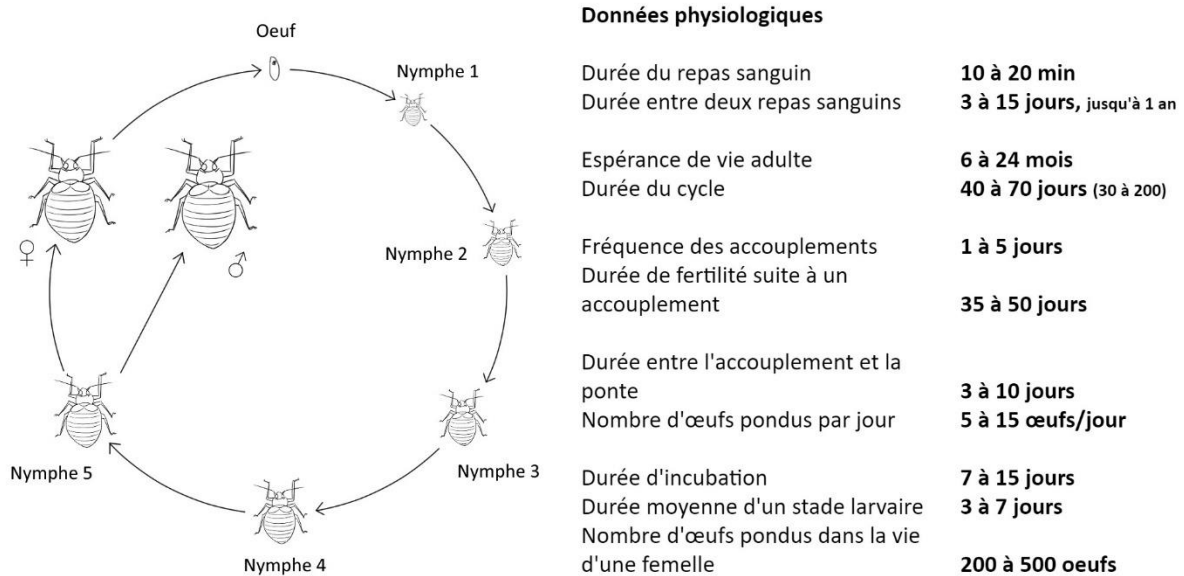 Oeuf
Nymphe 1
Nymphe 2
Nymphe 3
Nymphe 4
Nymphe 5
♀
♂
Données physiologiques
Durée du repas sanguin 10 à 20 min
Durée entre deux repas sanguins 3 à 15 jours, jusqu'à 1 an
Espérance de vie adulte 6 à 24 mois
Durée du cycle 40 à 70 jours (30 à 200)
Fréquence des accouplements 1 à 5 jours
Durée de fertilité suite à un
accouplement 35 à 50 jours
Durée entre l'accouplement et la
ponte 3 à 10 jours
Nombre d'œufs pondus par jour 5 à 15 œufs/jour
Durée d'incubation 7 à 15 jours
Durée moyenne d'un stade larvaire 3 à 7 jours
Nombre d'œufs pondus dans la vie
d'une femelle 200 à 500 oeufs